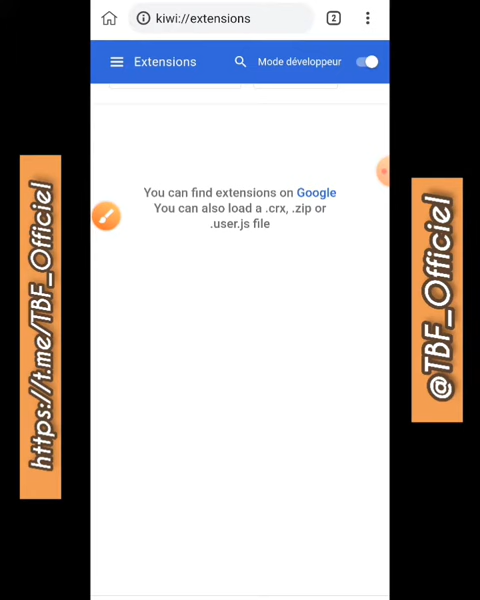 kiwi://extensions
2
Extensions
Mode développeur
You can find extensions on Google
You can also load a .crx, .zip or
.user.js file
https://t.me/TBF_Officiel
@TBF_Officiel